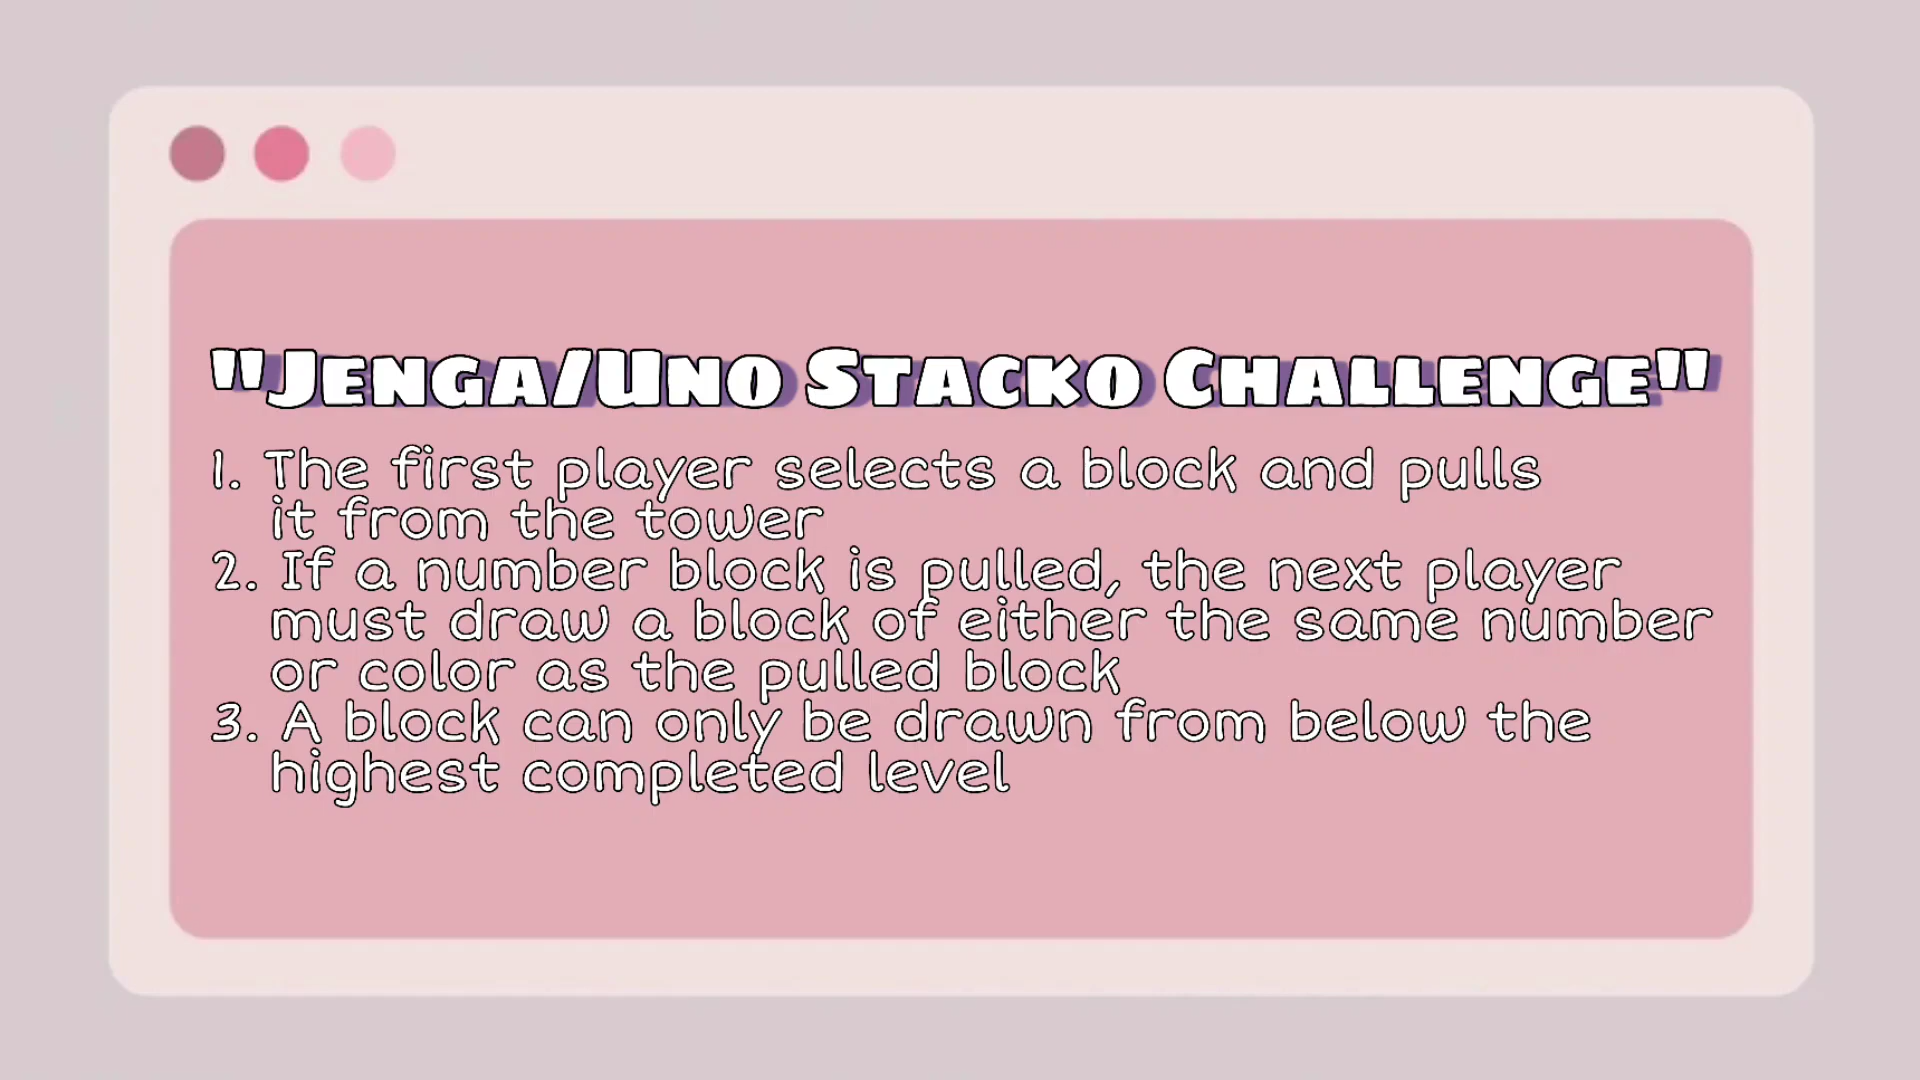 "Jenga/Uno Stacko Challenge"
1. The first player selects a block and pulls
it from the tower
2. If a number block is pulled, the next player
must draw a block of either the same number
or color as the pulled block
3. A block can only be drawn from below the
highest completed level